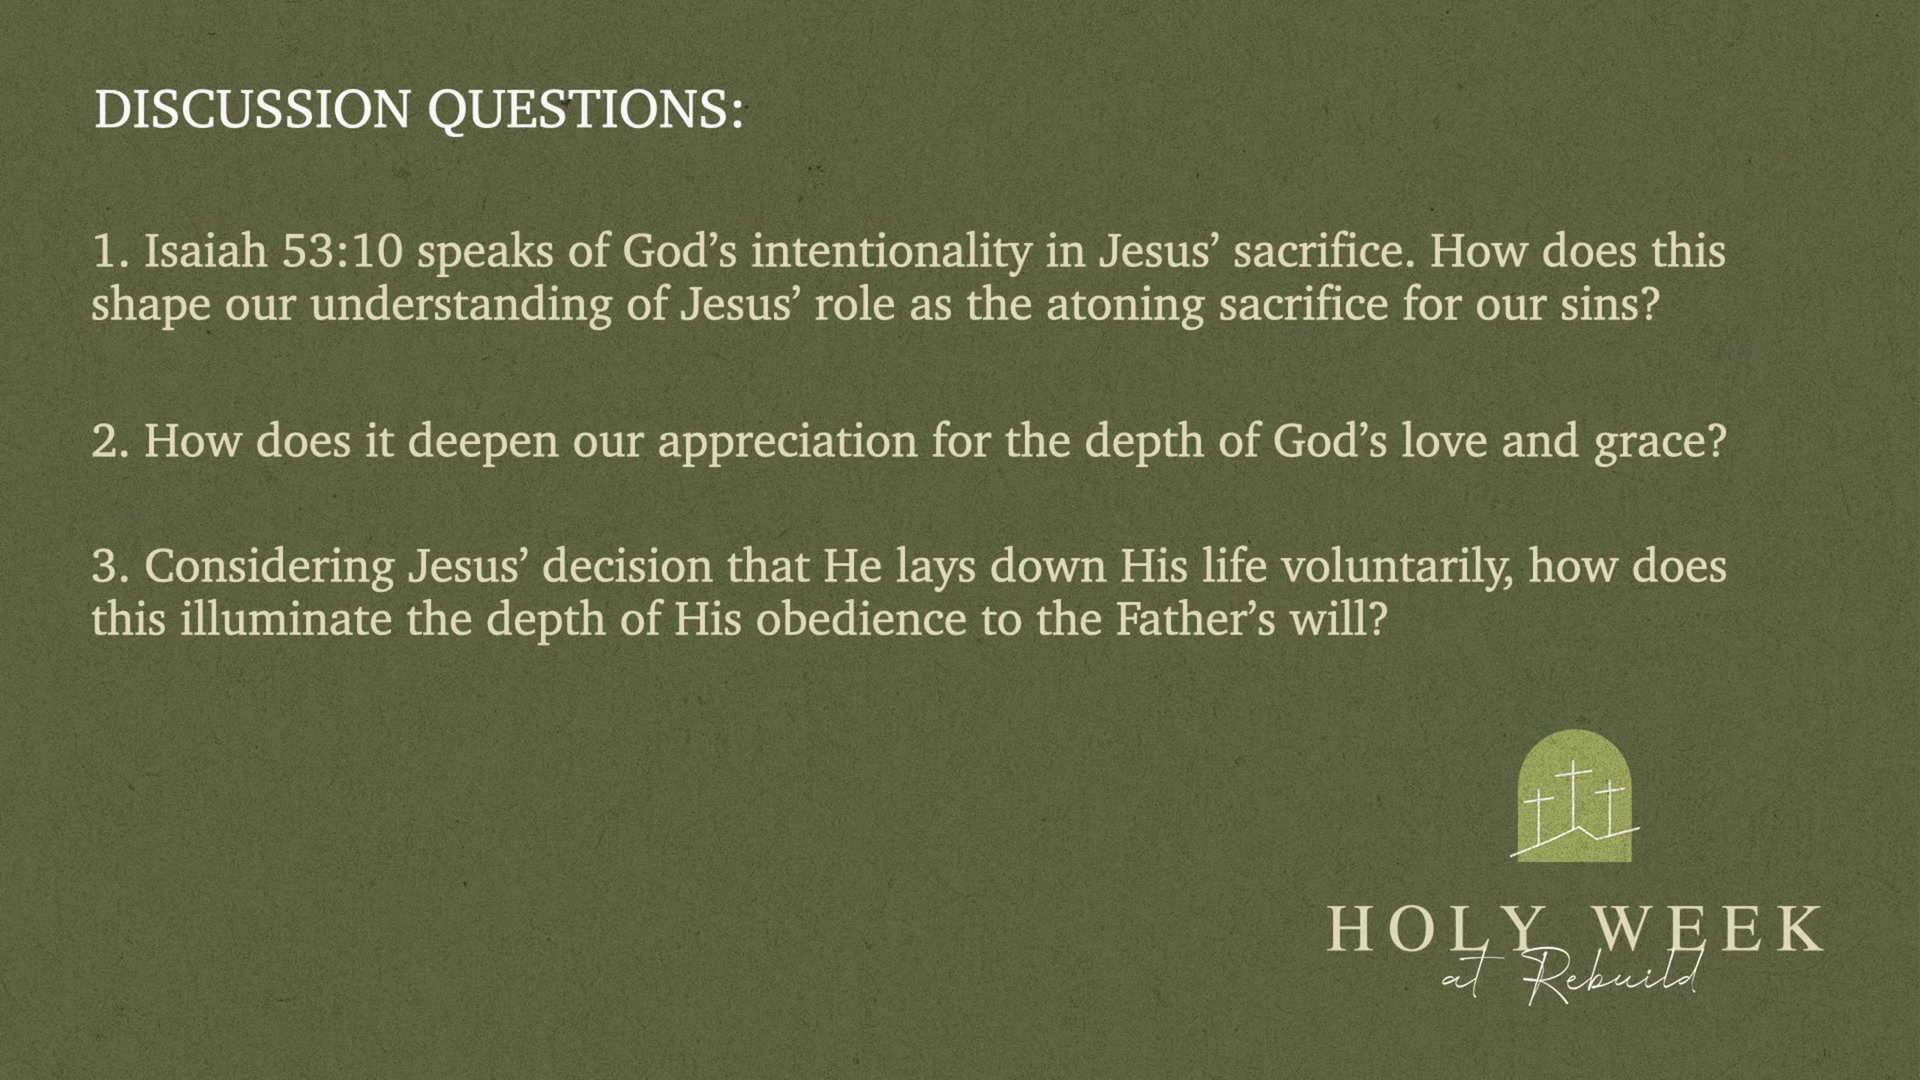 DISCUSSION QUESTIONS:
1. Isaiah 53:10 speaks of God’s intentionality in Jesus’ sacrifice. How does this
shape our understanding of Jesus’ role as the atoning sacrifice for our sins?
2. How does it deepen our appreciation for the depth of God’s love and grace?
3. Considering Jesus’ decision that He lays down His life voluntarily, how does
this illuminate the depth of His obedience to the Father’s will?
HOLY WEEK
at Rebuild